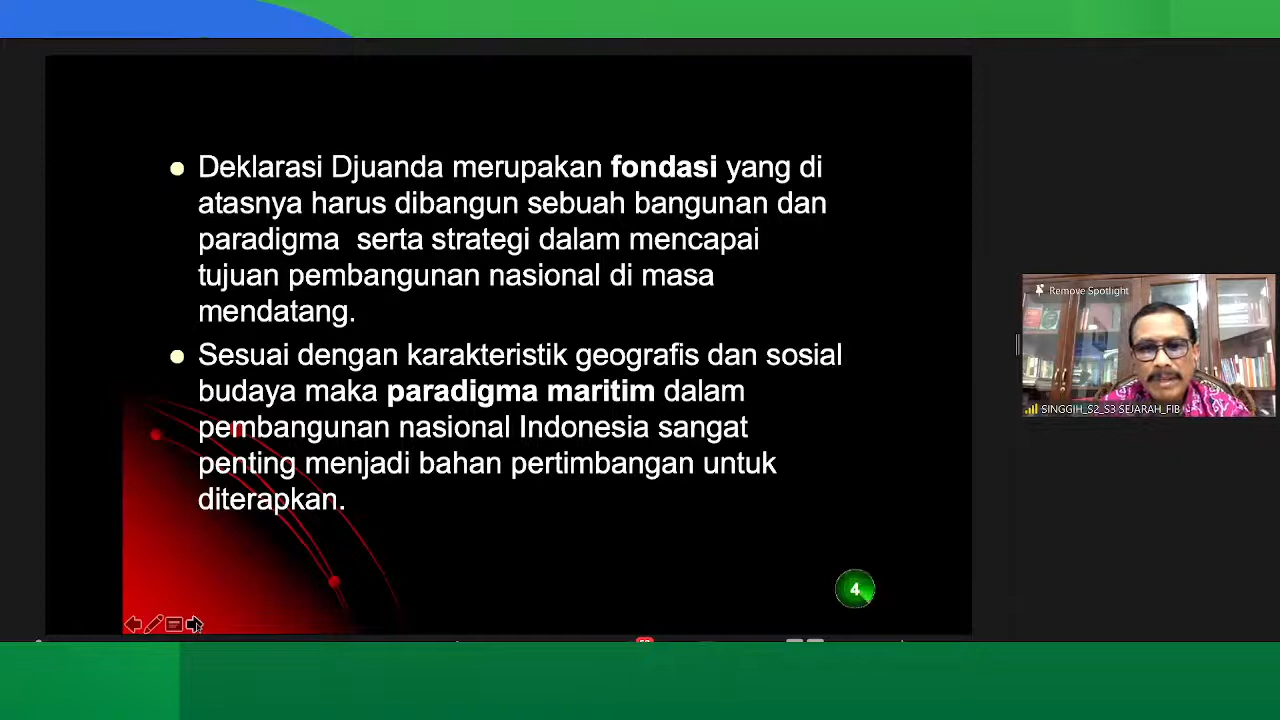 Deklarasi Djuanda merupakan fondasi yang di
atasnya harus dibangun sebuah bangunan dan
paradigma serta strategi dalam mencapai
tujuan pembangunan nasional di masa
mendatang.
Sesuai dengan karakteristik geografis dan sosial
budaya maka paradigma maritim dalam
pembangunan nasional Indonesia sangat
penting menjadi bahan pertimbangan untuk
diterapkan.
4
Remove Spotlight
SINGGIH_S2_S3 SEJARAH_FIB